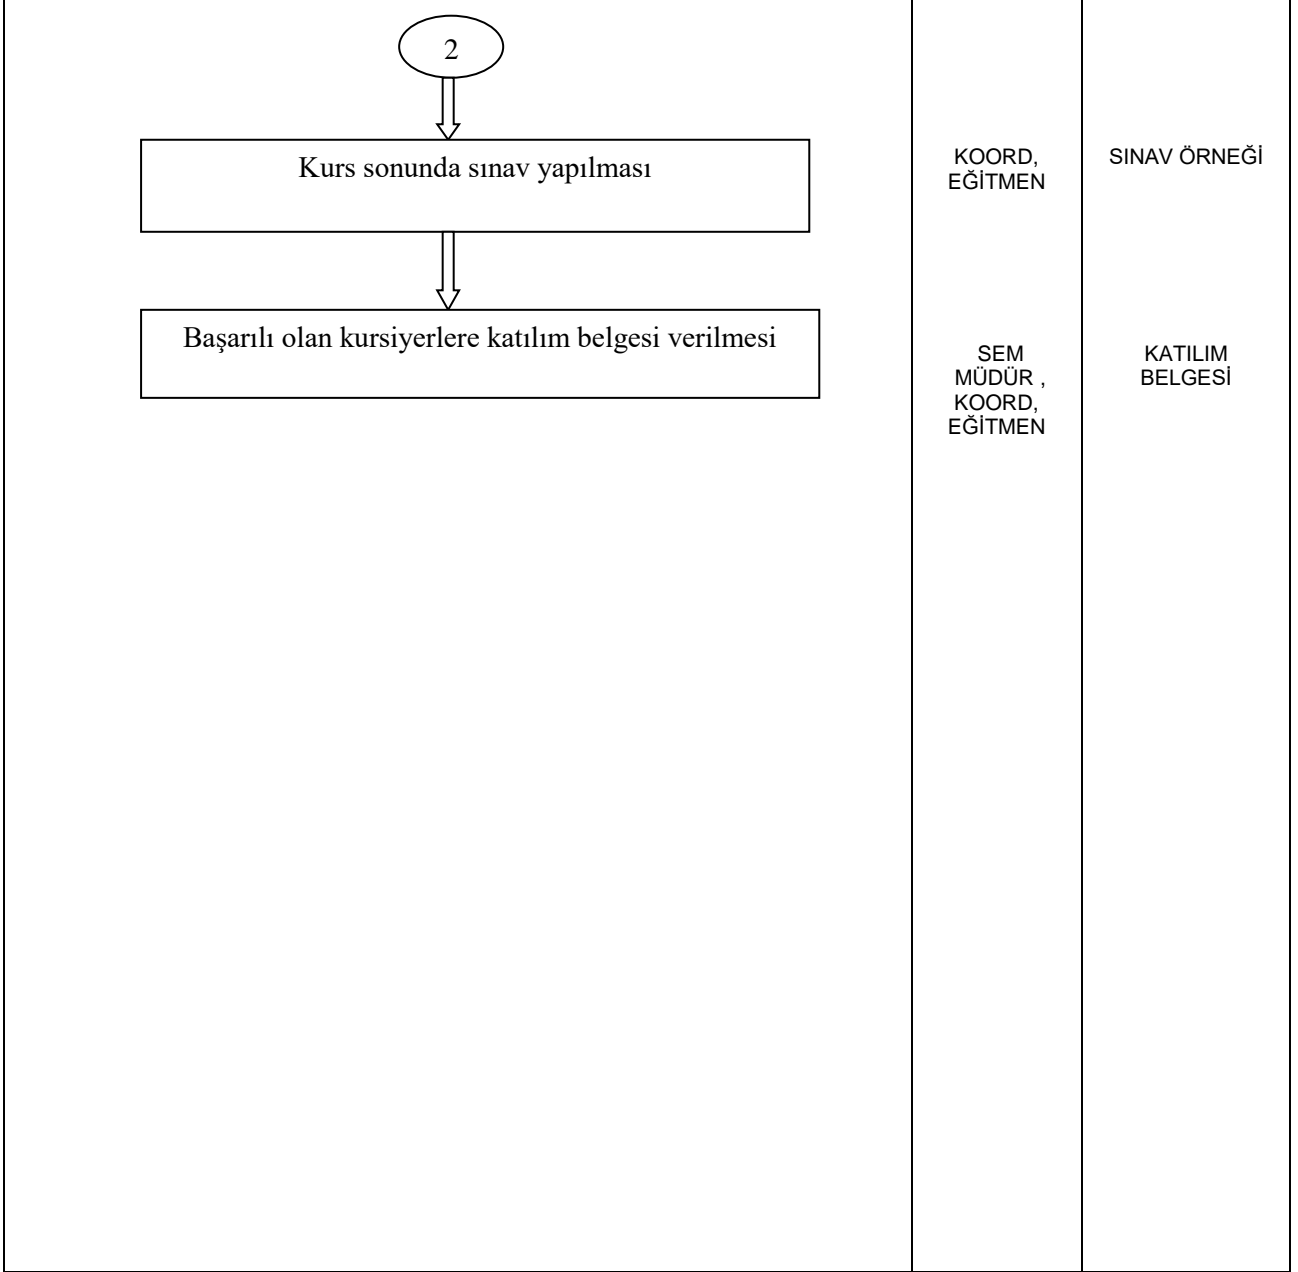 2
Kurs sonunda sınav yapılması
KOORD,
EĞİTMEN
SINAV ÖRNEĞİ
Başarılı olan kursiyerlere katılım belgesi verilmesi
SEM
MÜDÜR ,
KOORD,
EĞİTMEN
KATILIM
BELGESİ